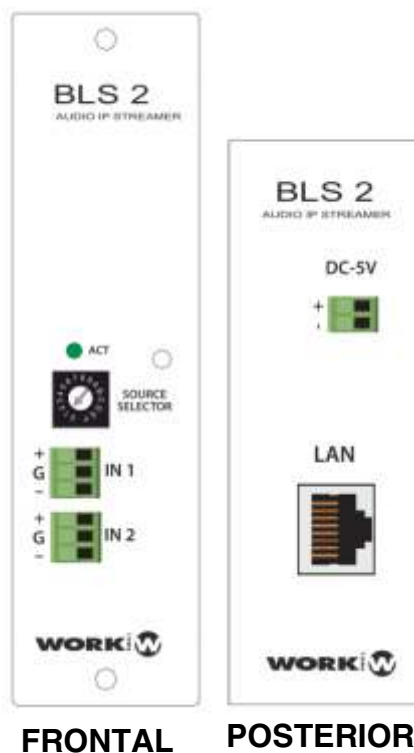 BLS 2
AUDIO IP STREAMER
ACT
SOURCE
SELECTOR
+
G
-
IN 1
+
G
-
IN 2
WORK
FRONTAL
BLS 2
AUDIO IP STREAMER
DC-5V
+
-
LAN
WORK
POSTERIOR